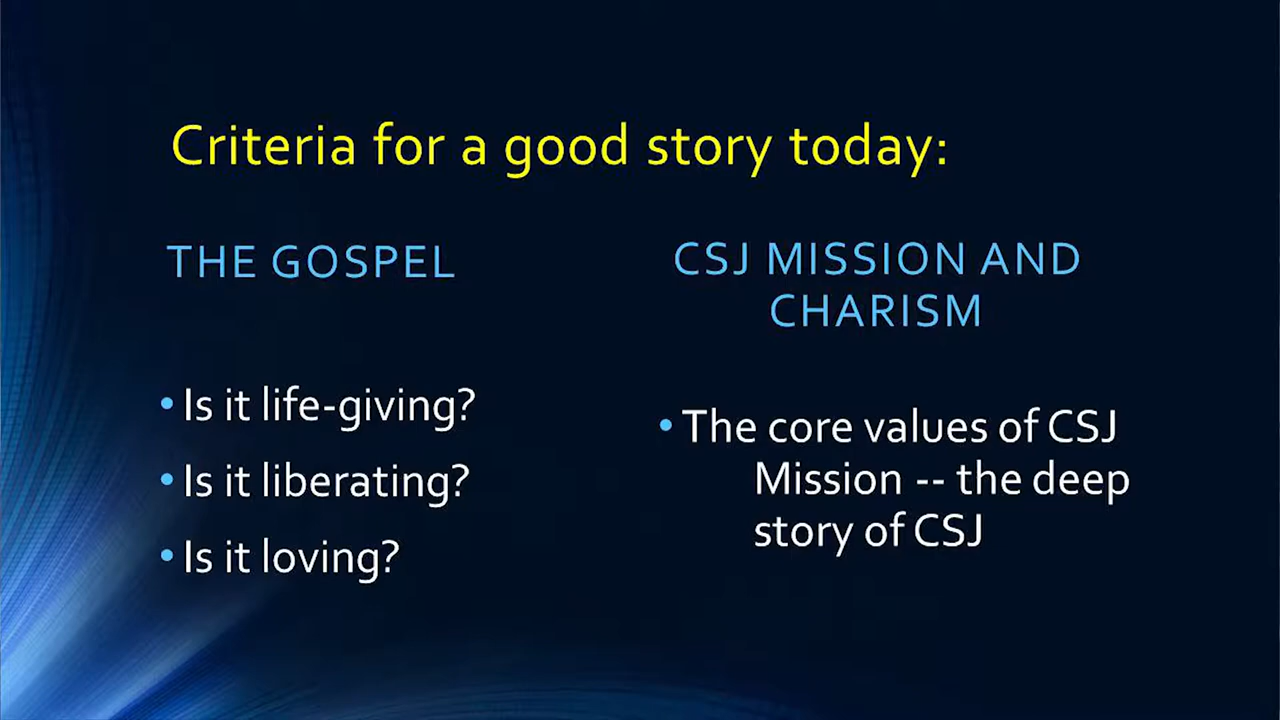 Criteria for a good story today:
THE GOSPEL
• Is it life-giving?
• Is it liberating?
• Is it loving?
CSJ MISSION AND
CHARISM
• The core values of CSJ
Mission -- the deep
story of CSJ